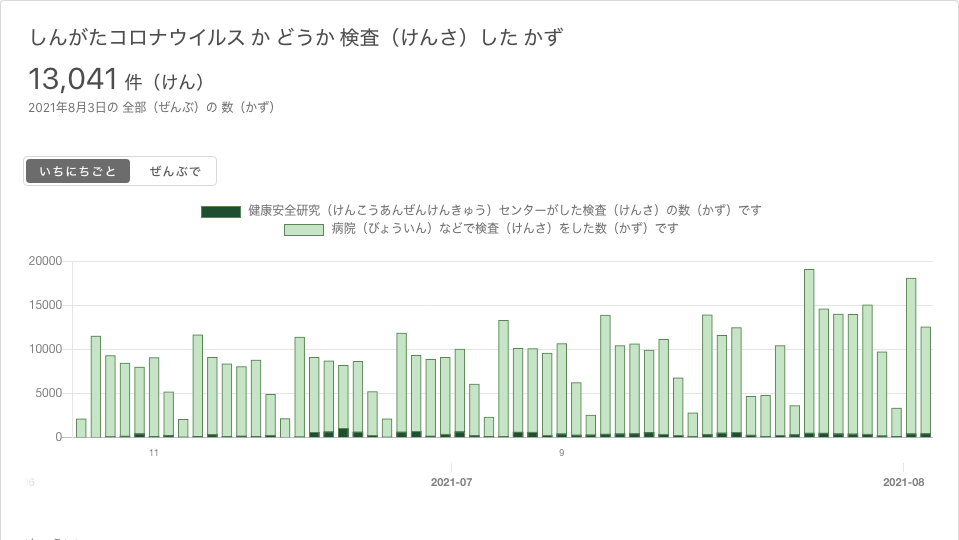 しんがたコロナウイルス か どうか 検査（けんさ）した かず
13,041 件（けん）
2021年8月3日の 全部（ぜんぶ）の 数（かず）
いちにちごと ぜんぶで
健康安全研究（けんこうあんぜんけんきゅう）センターがした検査（けんさ）の数（かず）です
病院（びょういん）などで検査（けんさ）をした数（かず）です
20000
15000
10000
5000
0
11 9
2021-07 2021-08